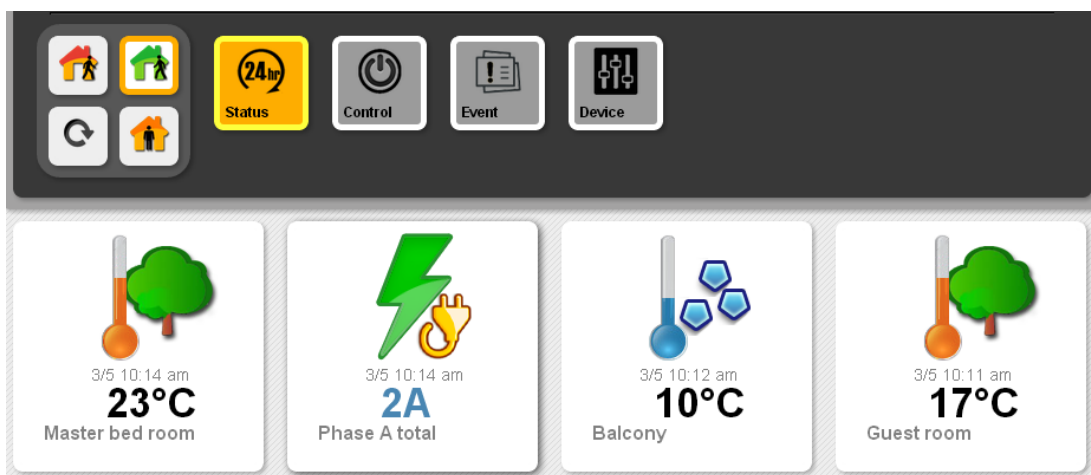 24hr
Status
Control
Event
Device
3/5 10:14 am
23°C
Master bed room
3/5 10:14 am
2A
Phase A total
3/5 10:12 am
10°C
Balcony
3/5 10:11 am
17°C
Guest room